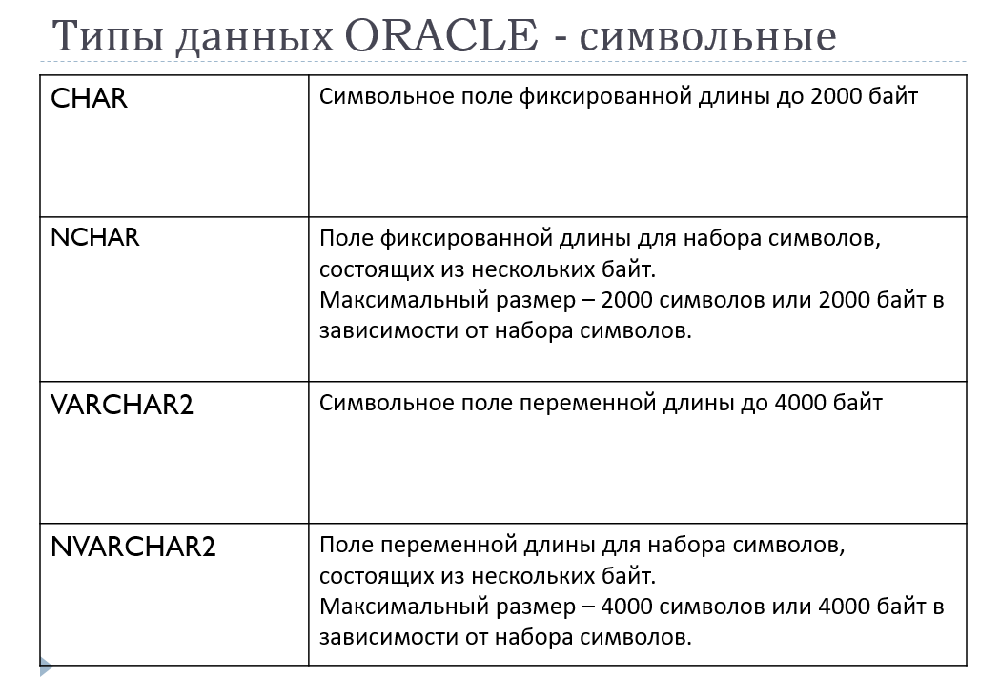 Типы данных ORACLE - символьные
CHAR
Символьное поле фиксированной длины до 2000 байт
NCHAR
Поле фиксированной длины для набора символов,
состоящих из нескольких байт.
Максимальный размер – 2000 символов или 2000 байт в
зависимости от набора символов.
VARCHAR2
Символьное поле переменной длины до 4000 байт
NVARCHAR2
Поле переменной длины для набора символов,
состоящих из нескольких байт.
Максимальный размер – 4000 символов или 4000 байт в
зависимости от набора символов.